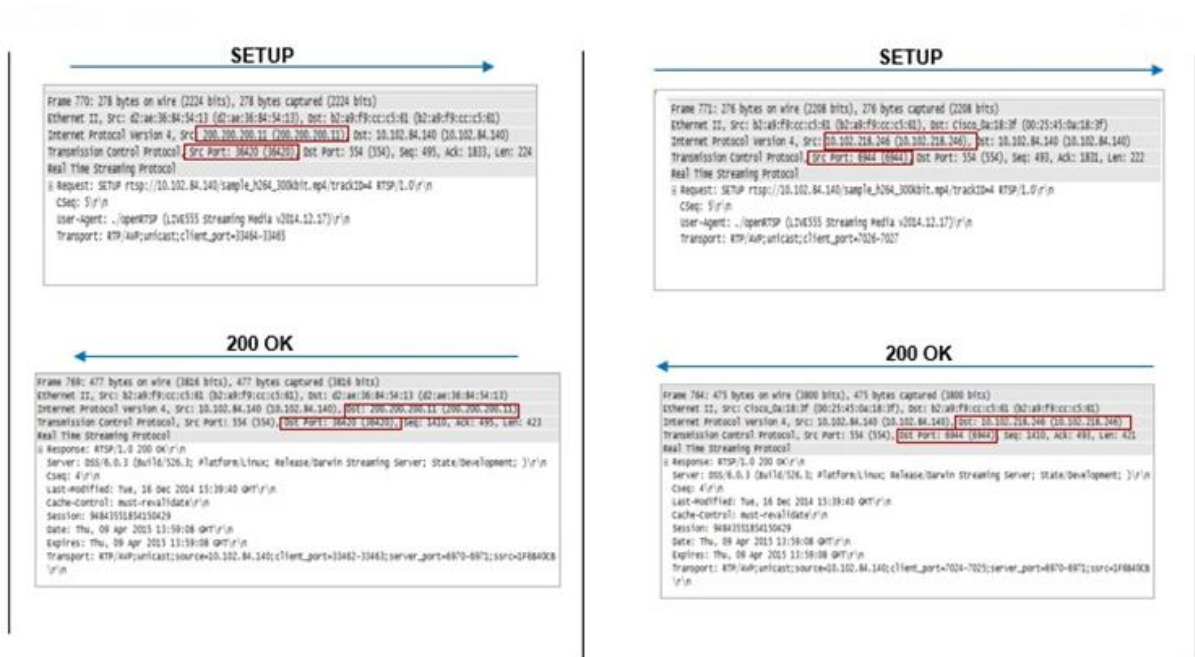 SETUP
Frame 770: 278 bytes on wire (2224 bits), 278 bytes captured (2224 bits)
Ethernet II, Src: d2:ae:36:84:54:13 (d2:ae:36:84:54:13), Dst: b2:a9:f9:cc:c5:61 (b2:a9:f9:cc:c5:61)
Internet Protocol Version 4, Src: 200.200.200.11 (200.200.200.11), Dst: 10.102.84.140 (10.102.84.140)
Transmission Control Protocol, Src Port: 36420 (36420), Dst Port: 554 (554), Seq: 495, Ack: 1833, Len: 224
Real Time Streaming Protocol
Request: SETUP rtsp://10.102.84.140/sample_h264_300kbit.mp4/trackID=4 RTSP/1.0\r\n
CSeq: 5\r\n
User-Agent: ./openRTSP (LIVE555 Streaming Media v2014.12.17)\r\n
Transport: RTP/AVP;unicast;client_port=33464-33465
200 OK
Frame 769: 477 bytes on wire (3816 bits), 477 bytes captured (3816 bits)
Ethernet II, Src: b2:a9:f9:cc:c5:61 (b2:a9:f9:cc:c5:61), Dst: d2:ae:36:84:54:13 (d2:ae:36:84:54:13)
Internet Protocol Version 4, Src: 10.102.84.140 (10.102.84.140), Dst: 200.200.200.11 (200.200.200.11)
Transmission Control Protocol, Src Port: 554 (554), Dst Port: 36420 (36420), Seq: 1410, Ack: 495, Len: 423
Real Time Streaming Protocol
Response: RTSP/1.0 200 OK\r\n
Server: DSS/6.0.3 (Build/526.3; Platform/Linux; Release/Darwin Streaming Server; State/Development; )\r\n
Cseq: 4\r\n
Last-Modified: Tue, 16 Dec 2014 15:39:40 GMT\r\n
Cache-Control: must-revalidate\r\n
Session: 94843551854150429
Date: Thu, 09 Apr 2015 13:59:08 GMT\r\n
Expires: Thu, 09 Apr 2015 13:59:08 GMT\r\n
Transport: RTP/AVP;unicast;source=10.102.84.140;client_port=33462-33463;server_port=6970-6971;ssrc=1F6840CB
\r\n
SETUP
Frame 771: 276 bytes on wire (2208 bits), 276 bytes captured (2208 bits)
Ethernet II, Src: b2:a9:f9:cc:c5:61 (b2:a9:f9:cc:c5:61), Dst: Cisco_0a:18:3f (00:25:45:0a:18:3f)
Internet Protocol Version 4, Src: 10.102.218.246 (10.102.218.246), Dst: 10.102.84.140 (10.102.84.140)
Transmission Control Protocol, Src Port: 6944 (6944), Dst Port: 554 (554), Seq: 493, Ack: 1831, Len: 222
Real Time Streaming Protocol
Request: SETUP rtsp://10.102.84.140/sample_h264_300kbit.mp4/trackID=4 RTSP/1.0\r\n
CSeq: 5\r\n
User-Agent: ./openRTSP (LIVE555 Streaming Media v2014.12.17)\r\n
Transport: RTP/AVP;unicast;client_port=7026-7027
200 OK
Frame 764: 475 bytes on wire (3800 bits), 475 bytes captured (3800 bits)
Ethernet II, Src: Cisco_0a:18:3f (00:25:45:0a:18:3f), Dst: b2:a9:f9:cc:c5:61 (b2:a9:f9:cc:c5:61)
Internet Protocol Version 4, Src: 10.102.84.140 (10.102.84.140), Dst: 10.102.218.246 (10.102.218.246)
Transmission Control Protocol, Src Port: 554 (554), Dst Port: 6944 (6944), Seq: 1410, Ack: 493, Len: 421
Real Time Streaming Protocol
Response: RTSP/1.0 200 OK\r\n
Server: DSS/6.0.3 (Build/526.3; Platform/Linux; Release/Darwin Streaming Server; State/Development; )\r\n
Cseq: 4\r\n
Last-Modified: Tue, 16 Dec 2014 15:39:40 GMT\r\n
Cache-Control: must-revalidate\r\n
Session: 94843551854150429
Date: Thu, 09 Apr 2015 13:59:08 GMT\r\n
Expires: Thu, 09 Apr 2015 13:59:08 GMT\r\n
Transport: RTP/AVP;unicast;source=10.102.84.140;client_port=7024-7025;server_port=6970-6971;ssrc=1F6840CB
\r\n